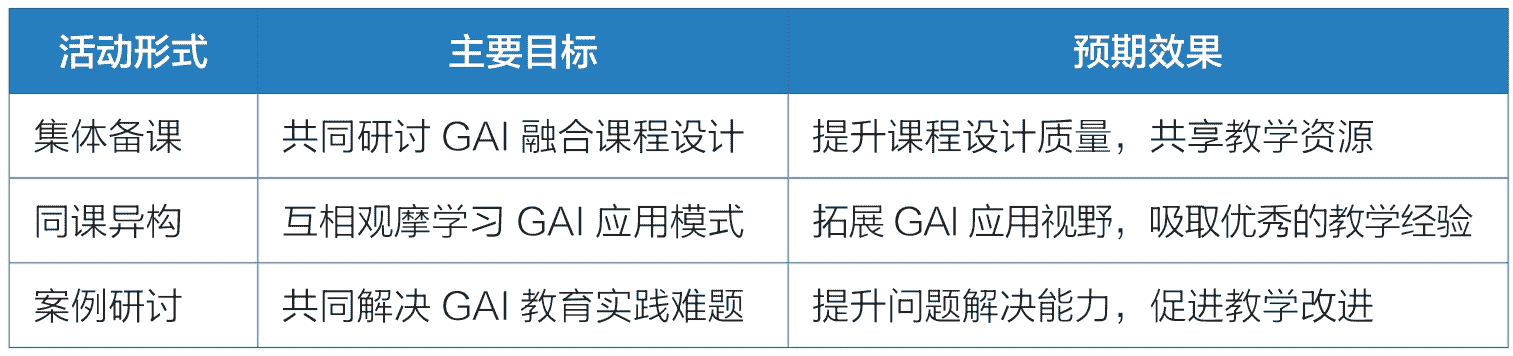 活动形式 主要目标 预期效果
集体备课 共同研讨 GAI 融合课程设计 提升课程设计质量，共享教学资源
同课异构 互相观摩学习 GAI 应用模式 拓展 GAI 应用视野，吸取优秀的教学经验
案例研讨 共同解决 GAI 教育实践难题 提升问题解决能力，促进教学改进